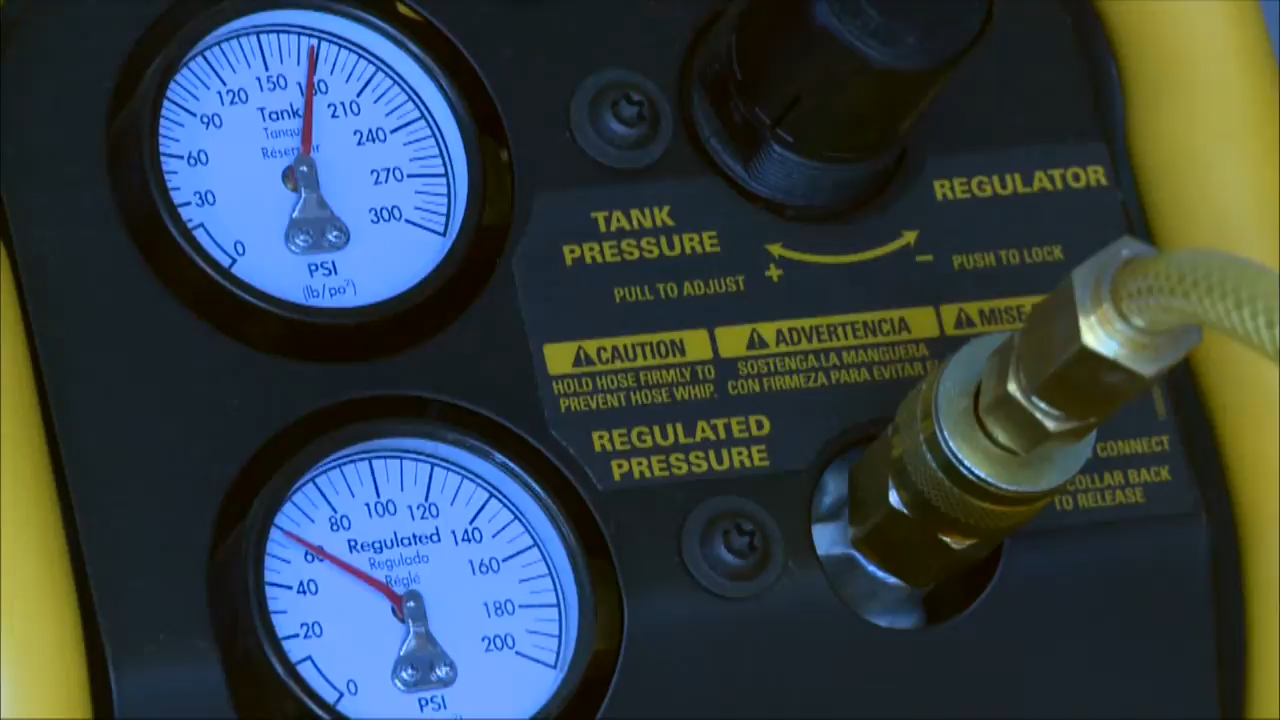 120 150 180
90 Tank 210
Tanque
60 Réservoir 240
30 270
0 300
PSI
(lb/po²)
REGULATOR
TANK
PRESSURE
+ − PUSH TO LOCK
PULL TO ADJUST
CAUTION
HOLD HOSE FIRMLY TO
PREVENT HOSE WHIP.
ADVERTENCIA
SOSTENGA LA MANGUERA
CON FIRMEZA PARA EVITAR
MISE
REGULATED
PRESSURE
CONNECT
COLLAR BACK
TO RELEASE
80 100 120
60 Regulated 140
Regulado
40 Réglé 160
20 180
0 200
PSI